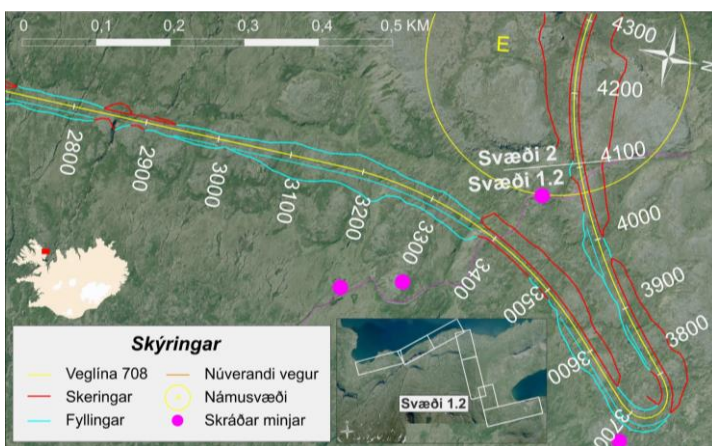 0 0,1 0,2 0,3 0,4 0,5 KM
E
N
4300
4200
4100
Svæði 2
Svæði 1.2
4000
3900
3800
3700
3600
3500
3400
3300
3200
3100
3000
2900
2800
Skýringar
Veglína 708
Núverandi vegur
Skeringar
Námusvæði
Fyllingar
Skráðar minjar
Svæði 1.2